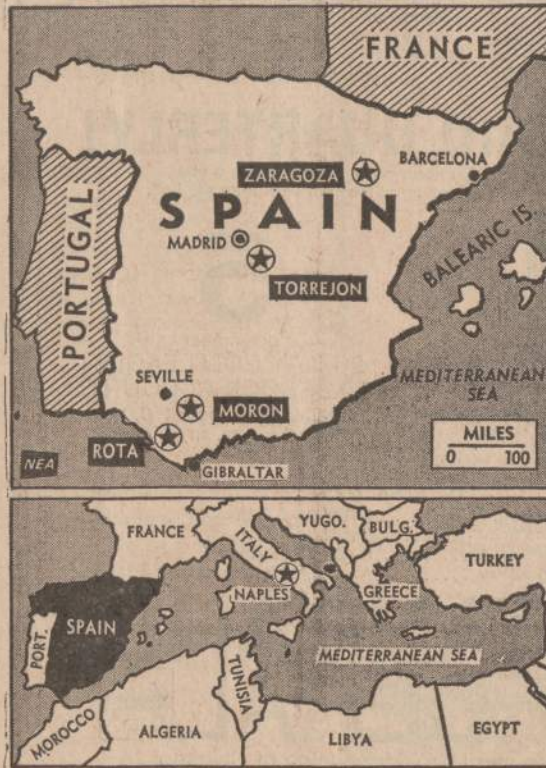 FRANCE
BARCELONA
ZARAGOZA
SPAIN
MADRID
TORREJON
BALEARIC IS.
PORTUGAL
MEDITERRANEAN
SEA
SEVILLE
MORON
ROTA
GIBRALTAR
NEA
MILES
0 100
FRANCE
ITALY
YUGO.
BULG.
TURKEY
NAPLES
GREECE
PORT.
SPAIN
MEDITERRANEAN SEA
TUNISIA
MOROCCO
ALGERIA
LIBYA
EGYPT